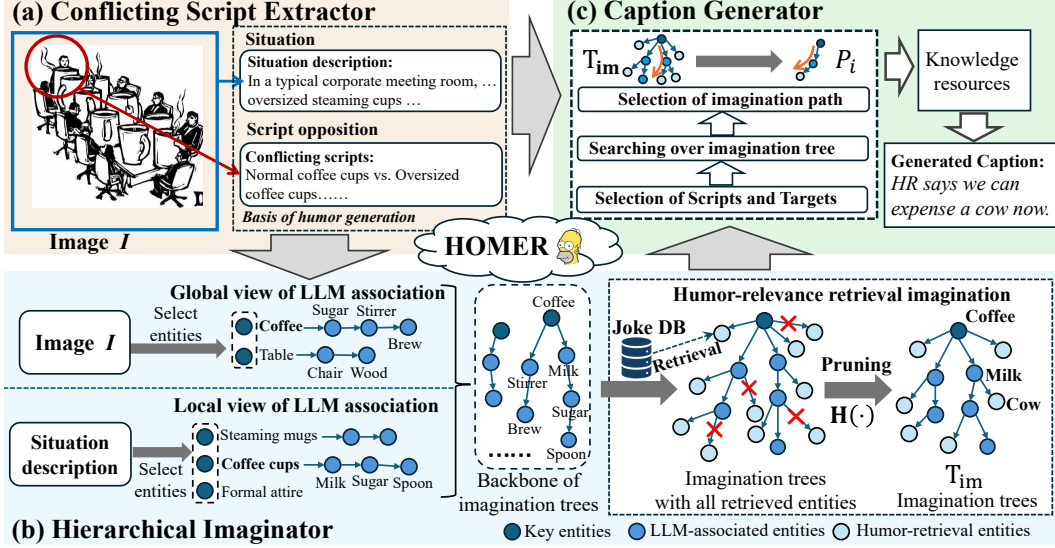 (a) Conflicting Script Extractor
Image I
Situation
Situation description:
In a typical corporate meeting room, …
oversized steaming cups …
Script opposition
Conflicting scripts:
Normal coffee cups vs. Oversized
coffee cups……
Basis of humor generation
(c) Caption Generator
T_im
P_i
Selection of imagination path
Searching over imagination tree
Selection of Scripts and Targets
Knowledge
resources
Generated Caption:
HR says we can
expense a cow now.
HOMER
Global view of LLM association
Image I
Select
entities
Coffee
Sugar
Stirrer
Brew
Table
Chair
Wood
Local view of LLM association
Situation
description
Select
entities
Steaming mugs
Coffee cups
Milk
Sugar
Spoon
Formal attire
Coffee
Stirrer
Milk
Brew
Sugar
Spoon
……
Backbone of
imagination trees
Humor-relevance retrieval imagination
Joke DB
Retrieval
Pruning
H(·)
Imagination trees
with all retrieved entities
Coffee
Milk
Cow
T_im
Imagination trees
(b) Hierarchical Imaginator
Key entities
LLM-associated entities
Humor-retrieval entities